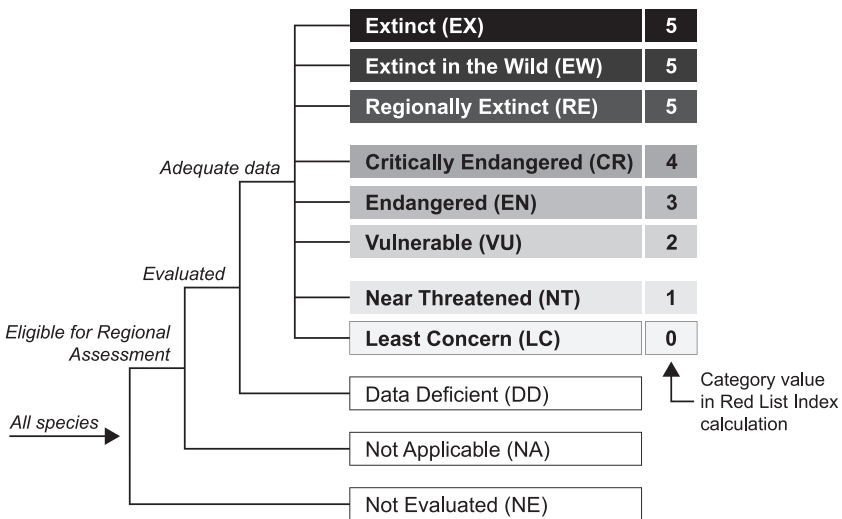 Extinct (EX) 5
Extinct in the Wild (EW) 5
Regionally Extinct (RE) 5
Adequate data
Critically Endangered (CR) 4
Endangered (EN) 3
Vulnerable (VU) 2
Evaluated
Near Threatened (NT) 1
Eligible for Regional
Assessment
Least Concern (LC) 0
Category value
in Red List Index
calculation
Data Deficient (DD)
All species
Not Applicable (NA)
Not Evaluated (NE)